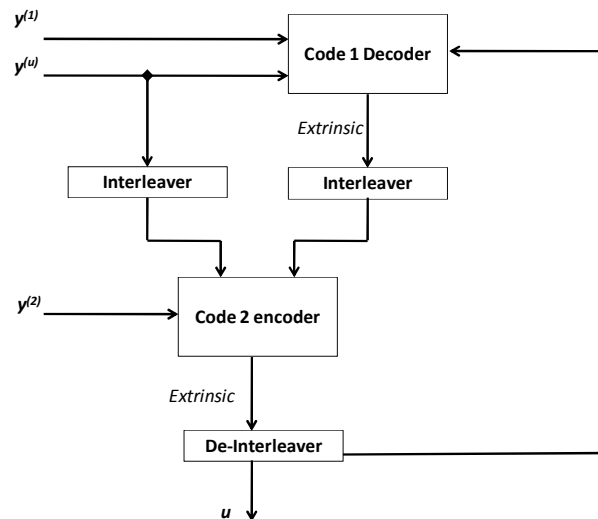 y(1)
Code 1 Decoder
y(u)
Extrinsic
Interleaver
Interleaver
y(2)
Code 2 encoder
Extrinsic
De-Interleaver
u